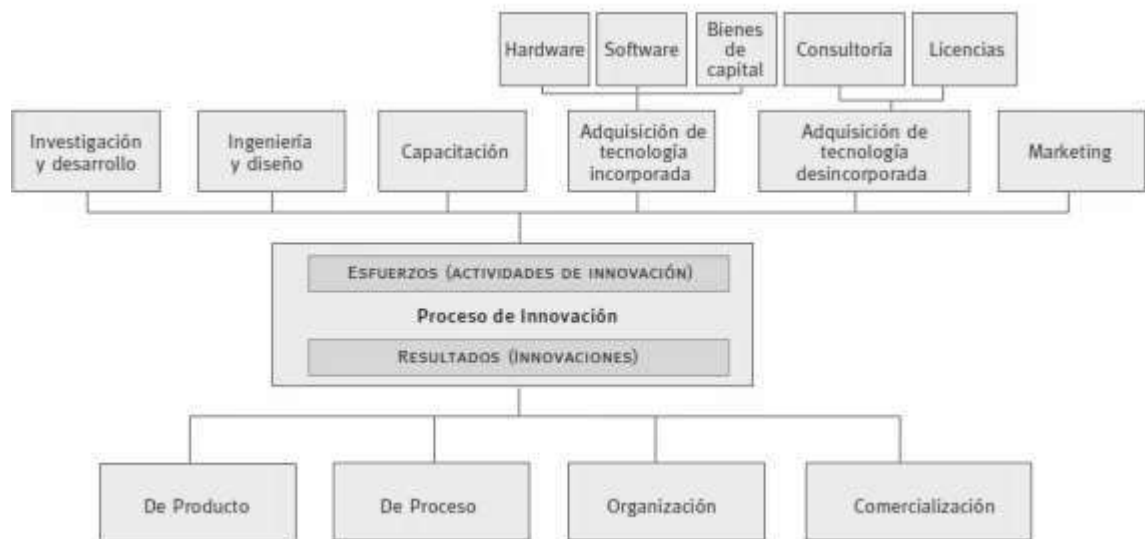 Hardware
Software
Bienes
de
capital
Consultoría
Licencias
Investigación
y desarrollo
Ingeniería
y diseño
Capacitación
Adquisición de
tecnología
incorporada
Adquisición de
tecnología
desincorporada
Marketing
Esfuerzos (actividades de innovación)
Proceso de Innovación
Resultados (Innovaciones)
De Producto
De Proceso
Organización
Comercialización